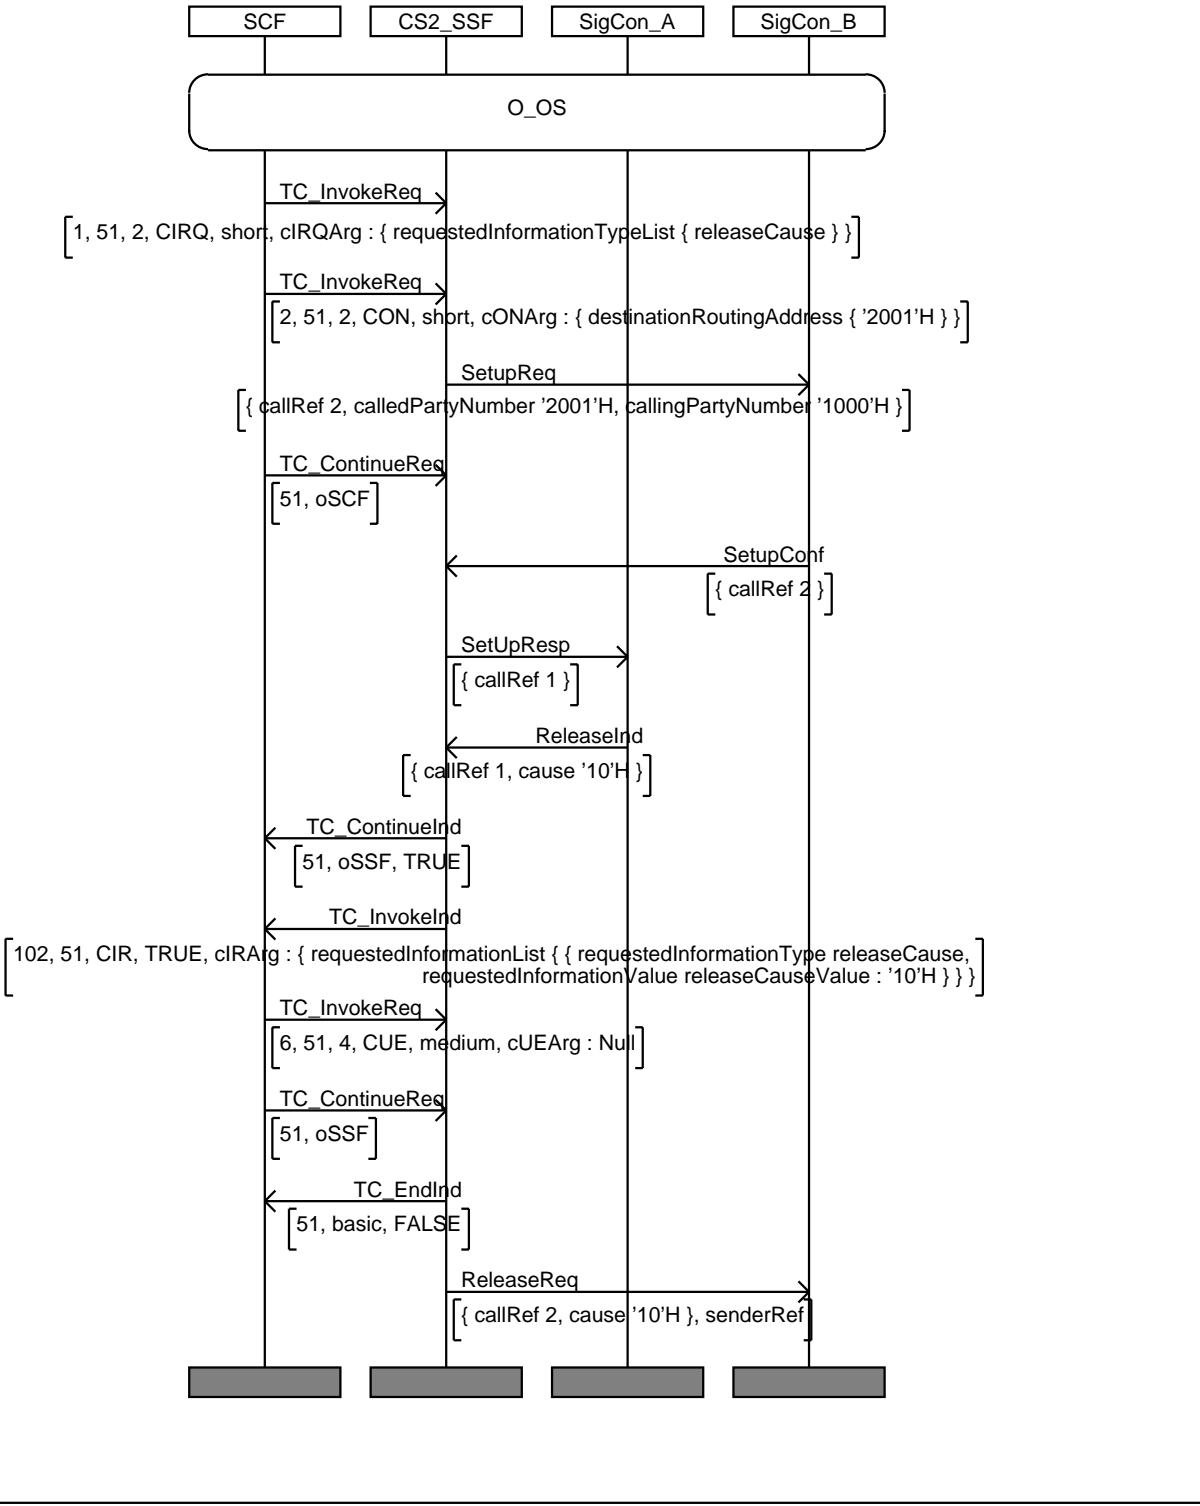 SCF CS2_SSF SigCon_A SigCon_B
O_OS
TC_InvokeReq
1, 51, 2, CIRQ, short, cIRQArg : { requestedInformationTypeList { releaseCause } }
TC_InvokeReq
2, 51, 2, CON, short, cONArg : { destinationRoutingAddress { '2001'H } }
SetupReq
{ callRef 2, calledPartyNumber '2001'H, callingPartyNumber '1000'H }
TC_ContinueReq
51, oSCF
SetupConf
{ callRef 2 }
SetUpResp
{ callRef 1 }
ReleaseInd
{ callRef 1, cause '10'H }
TC_ContinueInd
51, oSSF, TRUE
TC_InvokeInd
102, 51, CIR, TRUE, cIRArg : { requestedInformationList { { requestedInformationType releaseCause,
requestedInformationValue releaseCauseValue : '10'H } } }
TC_InvokeReq
6, 51, 4, CUE, medium, cUEArg : Null
TC_ContinueReq
51, oSSF
TC_EndInd
51, basic, FALSE
ReleaseReq
{ callRef 2, cause '10'H }, senderRef